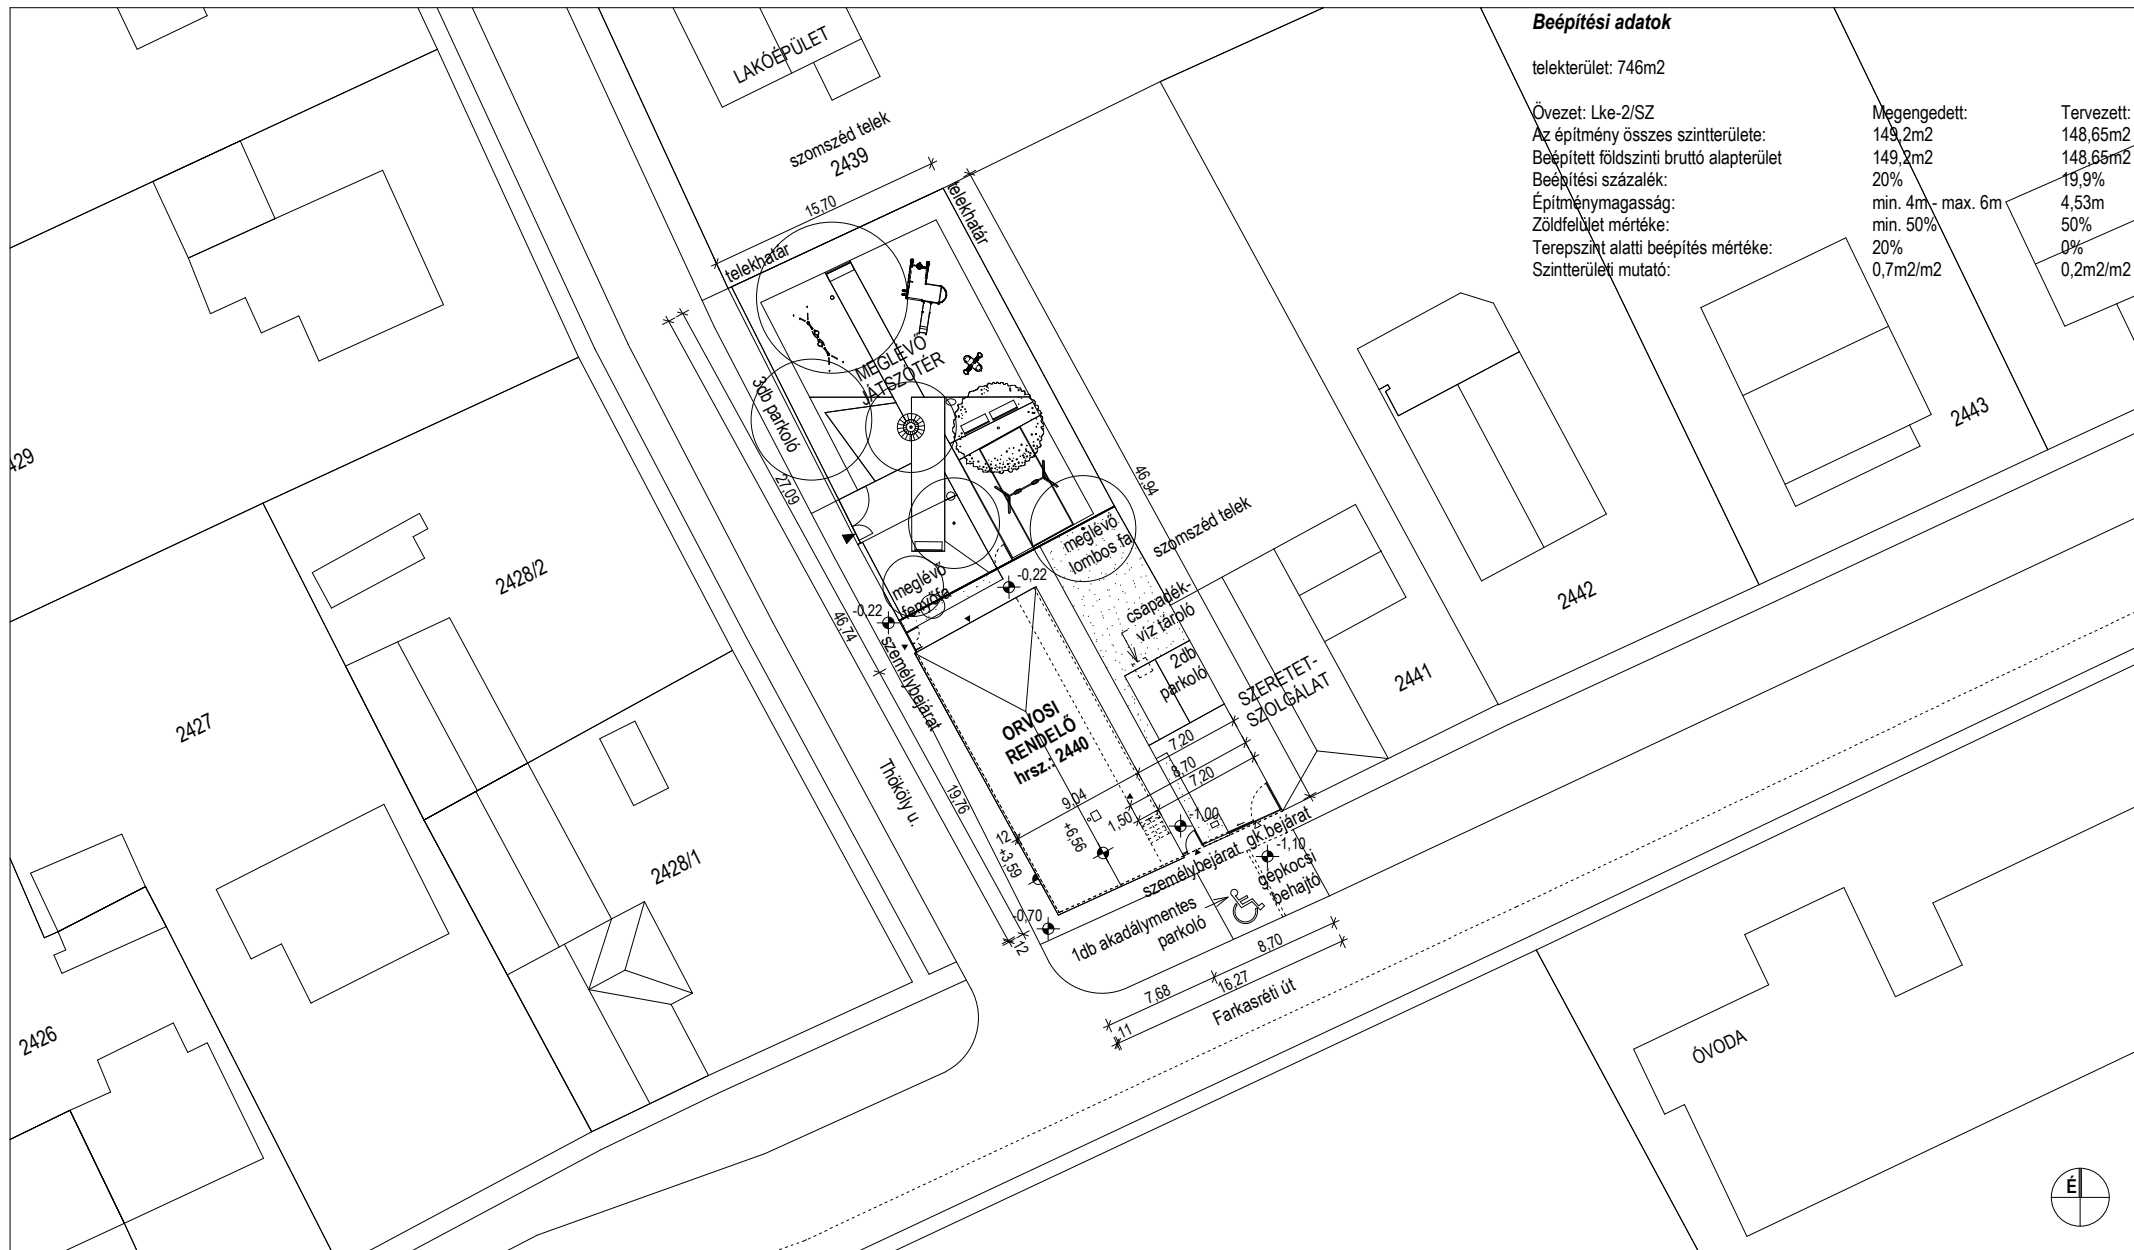 Beépítési adatok
telekterület: 746m2
Övezet: Lke-2/SZ Megengedett: Tervezett:
Az építmény összes szintterülete: 149,2m2 148,65m2
Beépített földszinti bruttó alapterület 149,2m2 148,65m2
Beépítési százalék: 20% 19,9%
Építménymagasság: min. 4m - max. 6m 4,53m
Zöldfelület mértéke: min. 50% 50%
Terepszint alatti beépítés mértéke: 20% 0%
Szintterületi mutató: 0,7m2/m2 0,2m2/m2
LAKÓÉPÜLET
szomszéd telek
2439
15,70
telekhatár
telekhatár
MEGLÉVŐ
JÁTSZÓTÉR
3db parkoló
27,09
46,94
2443
429
szomszéd telek
meglévő
lombos fa
2428/2
-0,22
meglévő
fenyőfa
-0,22
2442
csapadék-
víz tároló
46,74
személybejárat
2db
parkoló
SZERETET-
SZOLGÁLAT
2441
2427
ORVOSI
RENDELŐ
hrsz.: 2440
7,20
8,70
7,20
Thököly u.
19,76
9,04
1,50
-1,00
+6,56
12
+3,59
személybejárat
gk.bejárat
-1,10
gépkocsi
behajtó
2428/1
-0,70
12
1db akadálymentes
parkoló
8,70
7,68
16,27
11
Farkasréti út
2426
ÓVODA
É